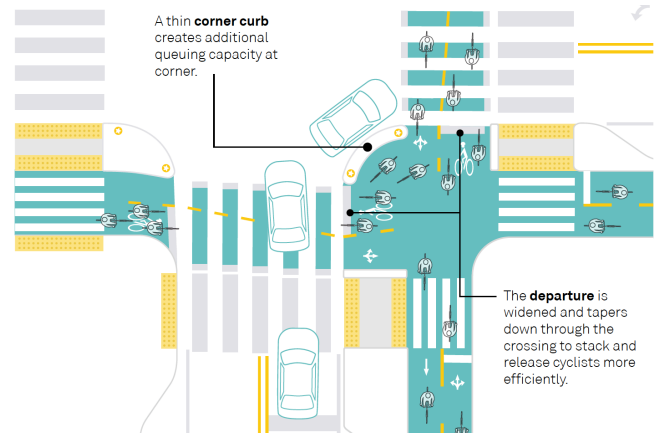 A thin corner curb
creates additional
queuing capacity at
corner.
The departure is
widened and tapers
down through the
crossing to stack and
release cyclists more
efficiently.